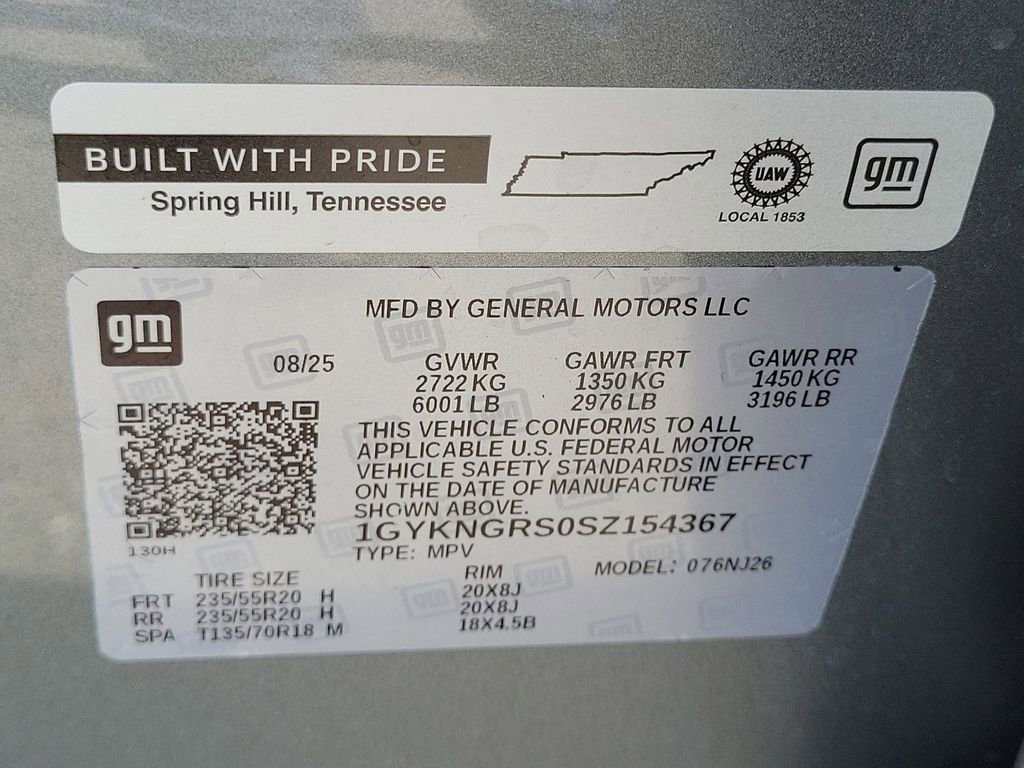 BUILT WITH PRIDE
Spring Hill, Tennessee
UAW
LOCAL 1853
gm
gm
MFD BY GENERAL MOTORS LLC
08/25 GVWR GAWR FRT GAWR RR
2722 KG 1350 KG 1450 KG
6001 LB 2976 LB 3196 LB
THIS VEHICLE CONFORMS TO ALL
APPLICABLE U.S. FEDERAL MOTOR
VEHICLE SAFETY STANDARDS IN EFFECT
ON THE DATE OF MANUFACTURE
SHOWN ABOVE.
1GYKNGRS0SZ154367
130H
TYPE: MPV MODEL: 076NJ26
TIRE SIZE RIM
FRT 235/55R20 H 20X8J
RR 235/55R20 H 20X8J
SPA T135/70R18 M 18X4.5B